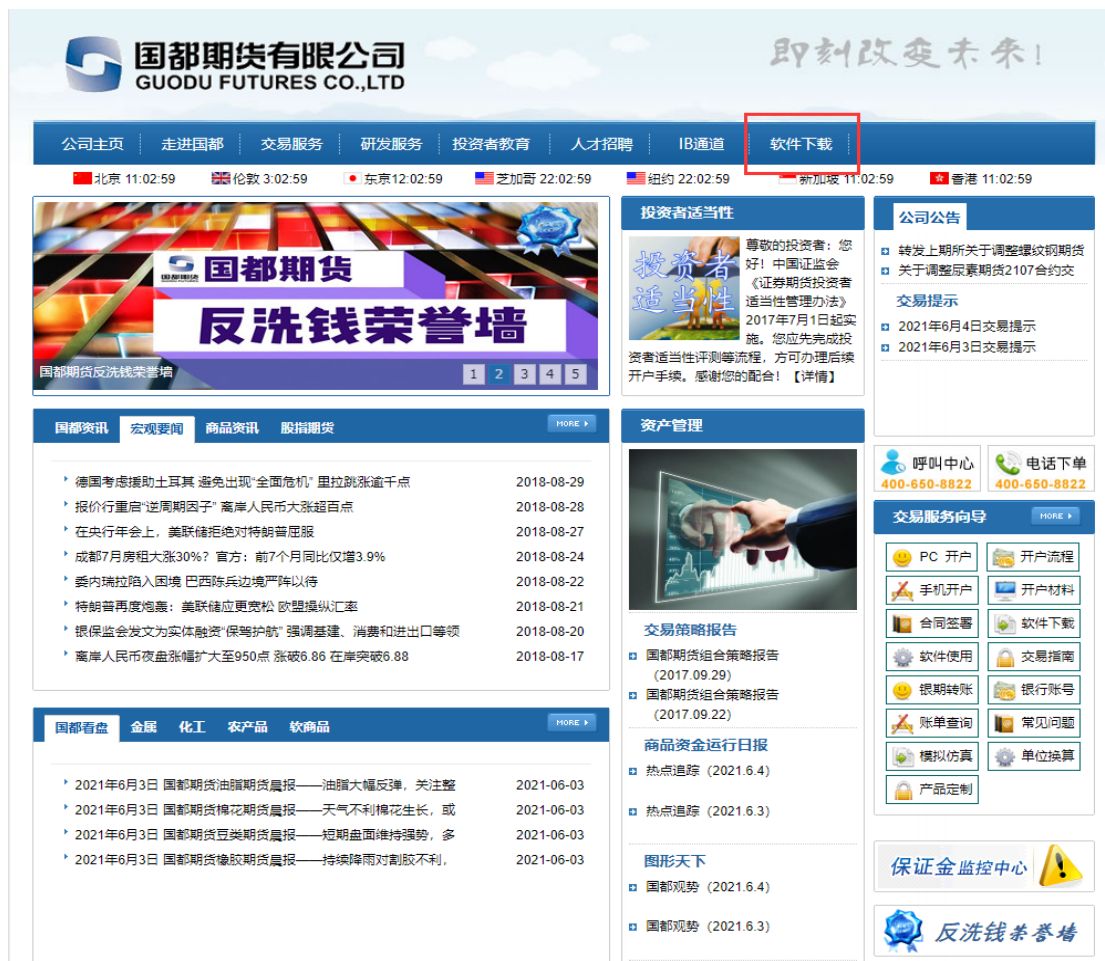 国都期货有限公司
GUODU FUTURES CO.,LTD
即刻改变未来!
公司主页 走进国都 交易服务 研发服务 投资者教育 人才招聘 IB通道 软件下载
北京 11:02:59 伦敦 3:02:59 东京12:02:59 芝加哥 22:02:59 纽约 22:02:59 新加坡 11:02:59 香港 11:02:59
国都期货
国都期货
反洗钱荣誉墙
国都期货反洗钱荣誉墙
1 2 3 4 5
投资者适当性
投资者
适当性
尊敬的投资者:您
好!中国证监会
《证券期货投资者
适当性管理办法》
2017年7月1日起实
施。您应先完成投
资者适当性评测等流程,方可办理后续
开户手续。感谢您的配合!【详情】
公司公告
转发上期所关于调整螺纹钢期货
关于调整尿素期货2107合约交
交易提示
2021年6月4日交易提示
2021年6月3日交易提示
国都资讯 宏观要闻 商品资讯 股指期货 MORE
德国考虑援助土耳其 避免出现“全面危机” 里拉跳涨逾千点 2018-08-29
报价行重启“逆周期因子” 离岸人民币大涨超百点 2018-08-28
在央行年会上,美联储拒绝对特朗普屈服 2018-08-27
成都7月房租大涨30%?官方:前7个月同比仅增3.9% 2018-08-24
委内瑞拉陷入困境 巴西陈兵边境严阵以待 2018-08-22
特朗普再度炮轰:美联储应更宽松 欧盟操纵汇率 2018-08-21
银保监会发文为实体融资“保驾护航” 强调基建、消费和进出口等领 2018-08-20
离岸人民币夜盘涨幅扩大至950点 涨破6.86 在岸突破6.88 2018-08-17
国都看盘 金属 化工 农产品 软商品 MORE
2021年6月3日 国都期货油脂期货晨报——油脂大幅反弹,关注整 2021-06-03
2021年6月3日 国都期货棉花期货晨报——天气不利棉花生长,或 2021-06-03
2021年6月3日 国都期货豆类期货晨报——短期盘面维持强势,多 2021-06-03
2021年6月3日 国都期货橡胶期货晨报——持续降雨对割胶不利, 2021-06-03
资产管理
交易策略报告
国都期货组合策略报告
(2017.09.29)
国都期货组合策略报告
(2017.09.22)
商品资金运行日报
热点追踪(2021.6.4)
热点追踪(2021.6.3)
图形天下
国都观势(2021.6.4)
国都观势(2021.6.3)
呼叫中心 电话下单
400-650-8822 400-650-8822
交易服务向导 MORE
PC 开户 开户流程
手机开户 开户材料
合同签署 软件下载
软件使用 交易指南
银期转账 银行账号
账单查询 常见问题
模拟仿真 单位换算
产品定制
保证金监控中心
反洗钱荣誉墙